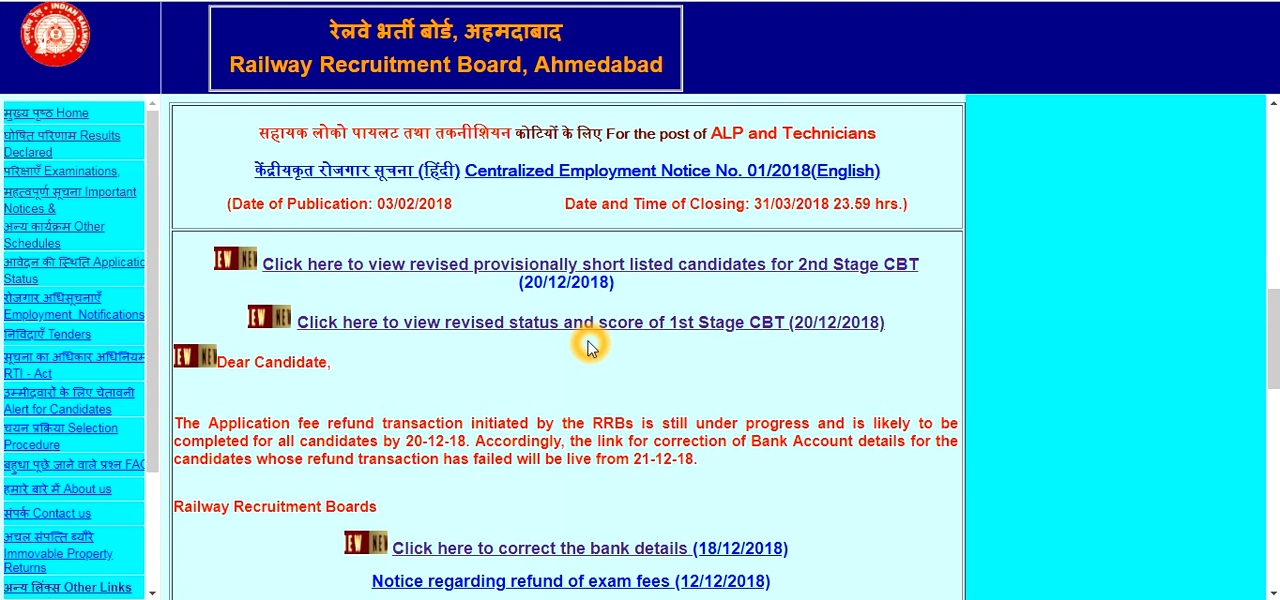 रेलवे भर्ती बोर्ड, अहमदाबाद
Railway Recruitment Board, Ahmedabad
INDIAN RAILWAYS
मुख्य पृष्ठ Home
घोषित परिणाम Results
Declared
परिक्षाएँ Examinations,
महत्वपूर्ण सूचना Important
Notices &
अन्य कार्यक्रम Other
Schedules
आवेदन की स्थिति Applicatio
Status
रोजगार अधिसूचनाएँ
Employment Notifications
निविदाएँ Tenders
सूचना का अधिकार अधिनियम
RTI - Act
उम्मीदवारों के लिए चेतावनी
Alert for Candidates
चयन प्रक्रिया Selection
Procedure
बहुधा पूछे जाने वाले प्रश्न FAQ
हमारे बारे में About us
संपर्क Contact us
अचल संपत्ति ब्यौरे
Immovable Property
Returns
अन्य लिंक्स Other Links
सहायक लोको पायलट तथा तकनीशियन कोटियों के लिए For the post of ALP and Technicians
केंद्रीयकृत रोजगार सूचना (हिंदी) Centralized Employment Notice No. 01/2018(English)
(Date of Publication: 03/02/2018 Date and Time of Closing: 31/03/2018 23.59 hrs.)
EW NEW Click here to view revised provisionally short listed candidates for 2nd Stage CBT
(20/12/2018)
EW NEW Click here to view revised status and score of 1st Stage CBT (20/12/2018)
EW NEW Dear Candidate,
The Application fee refund transaction initiated by the RRBs is still under progress and is likely to be
completed for all candidates by 20-12-18. Accordingly, the link for correction of Bank Account details for the
candidates whose refund transaction has failed will be live from 21-12-18.
Railway Recruitment Boards
EW NEW Click here to correct the bank details (18/12/2018)
Notice regarding refund of exam fees (12/12/2018)